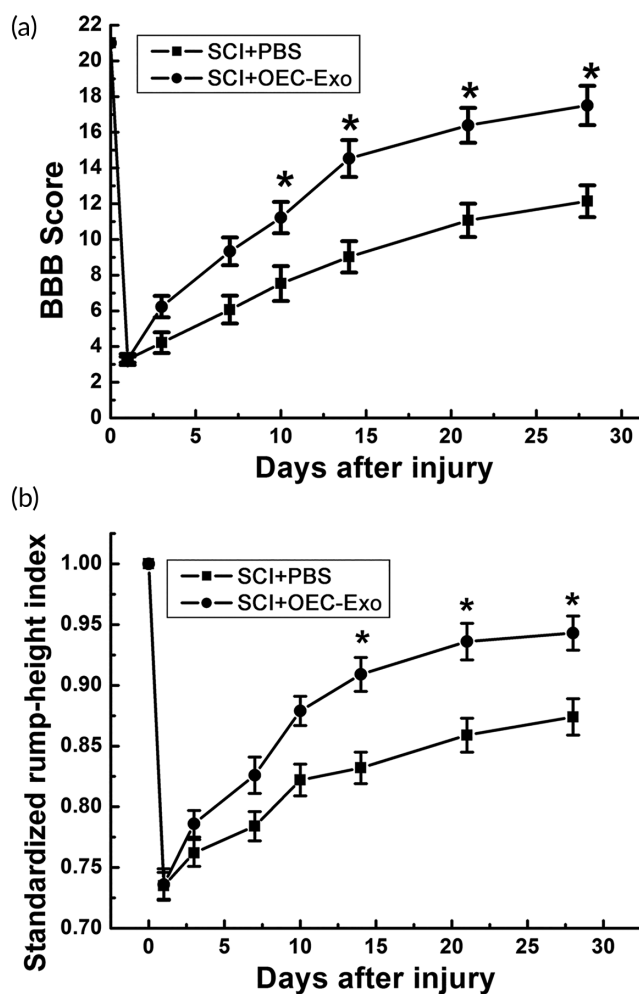 (a)
SCI+PBS
SCI+OEC-Exo
22
20
18
16
14
12
10
8
6
4
2
0
BBB Score
* * * *
0 5 10 15 20 25 30
Days after injury
(b)
SCI+PBS
SCI+OEC-Exo
1.00
0.95
0.90
0.85
0.80
0.75
0.70
Standardized rump-height index
* * *
0 5 10 15 20 25 30
Days after injury